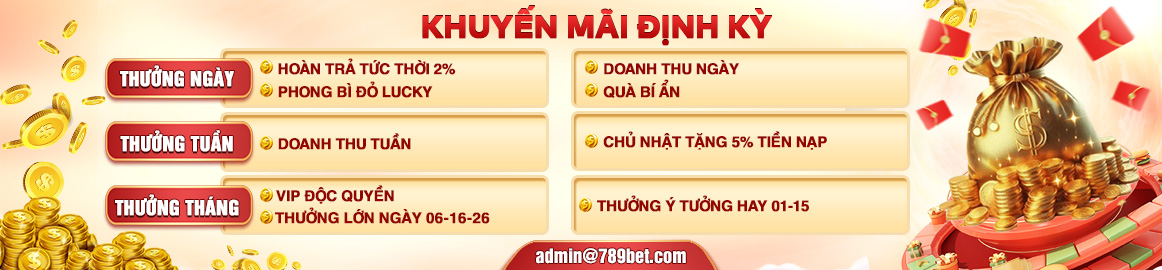 KHUYẾN MÃI ĐỊNH KỲ
THƯỞNG NGÀY
HOÀN TRẢ TỨC THỜI 2%
PHONG BÌ ĐỎ LUCKY
DOANH THU NGÀY
QUÀ BÍ ẨN
THƯỞNG TUẦN
DOANH THU TUẦN
CHỦ NHẬT TẶNG 5% TIỀN NẠP
THƯỞNG THÁNG
VIP ĐỘC QUYỀN
THƯỞNG LỚN NGÀY 06-16-26
THƯỞNG Ý TƯỞNG HAY 01-15
admin@789bet.com